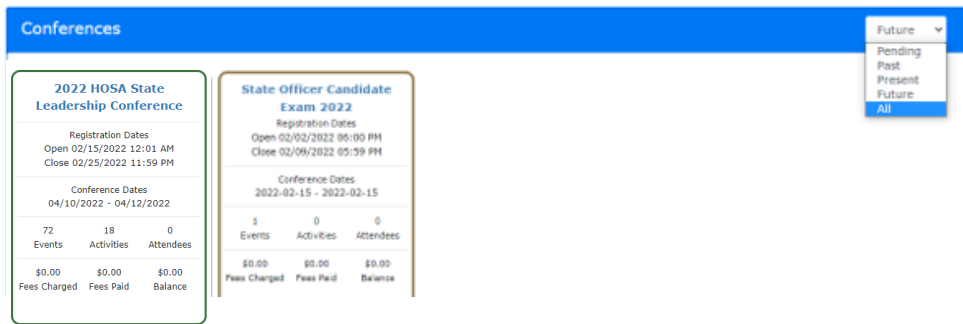 Conferences
Future
Pending
Past
Present
Future
All
2022 HOSA State
Leadership Conference
Registration Dates
Open 02/15/2022 12:01 AM
Close 02/25/2022 11:59 PM
Conference Dates
04/10/2022 - 04/12/2022
72 18 0
Events Activities Attendees
$0.00 $0.00 $0.00
Fees Charged Fees Paid Balance
State Officer Candidate
Exam 2022
Registration Dates
Open 02/02/2022 06:00 PM
Close 02/09/2022 05:59 PM
Conference Dates
2022-02-15 - 2022-02-15
1 0 0
Events Activities Attendees
$0.00 $0.00 $0.00
Fees Charged Fees Paid Balance